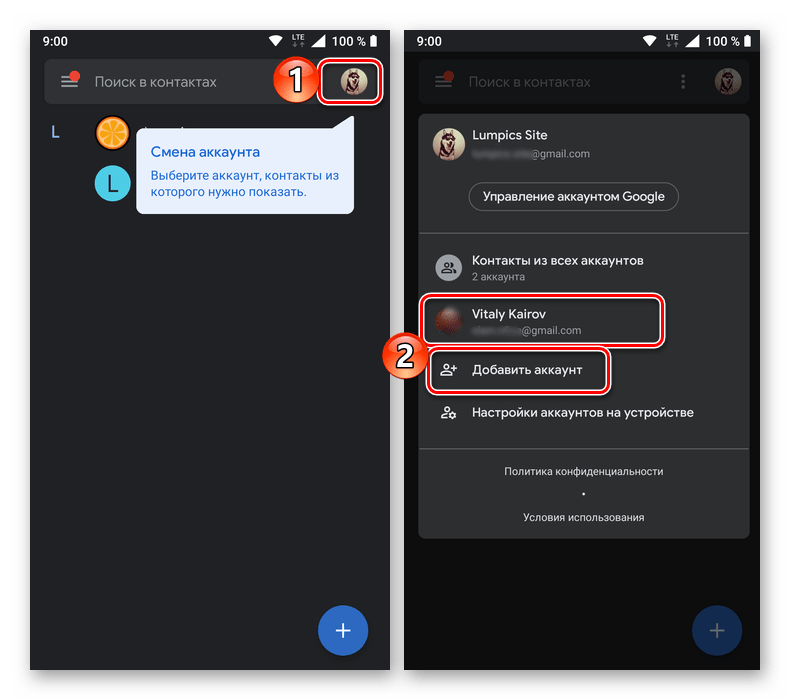 9:00
LTE
100 %
Поиск в контактах
1
L
Смена аккаунта
L
Выберите аккаунт, контакты из
которого нужно показать.
9:00
LTE
100 %
Поиск в контактах
Lumpics Site
@gmail.com
Управление аккаунтом Google
Контакты из всех аккаунтов
2 аккаунта
Vitaly Kairov
@gmail.com
2
Добавить аккаунт
Настройки аккаунтов на устройстве
Политика конфиденциальности
•
Условия использования